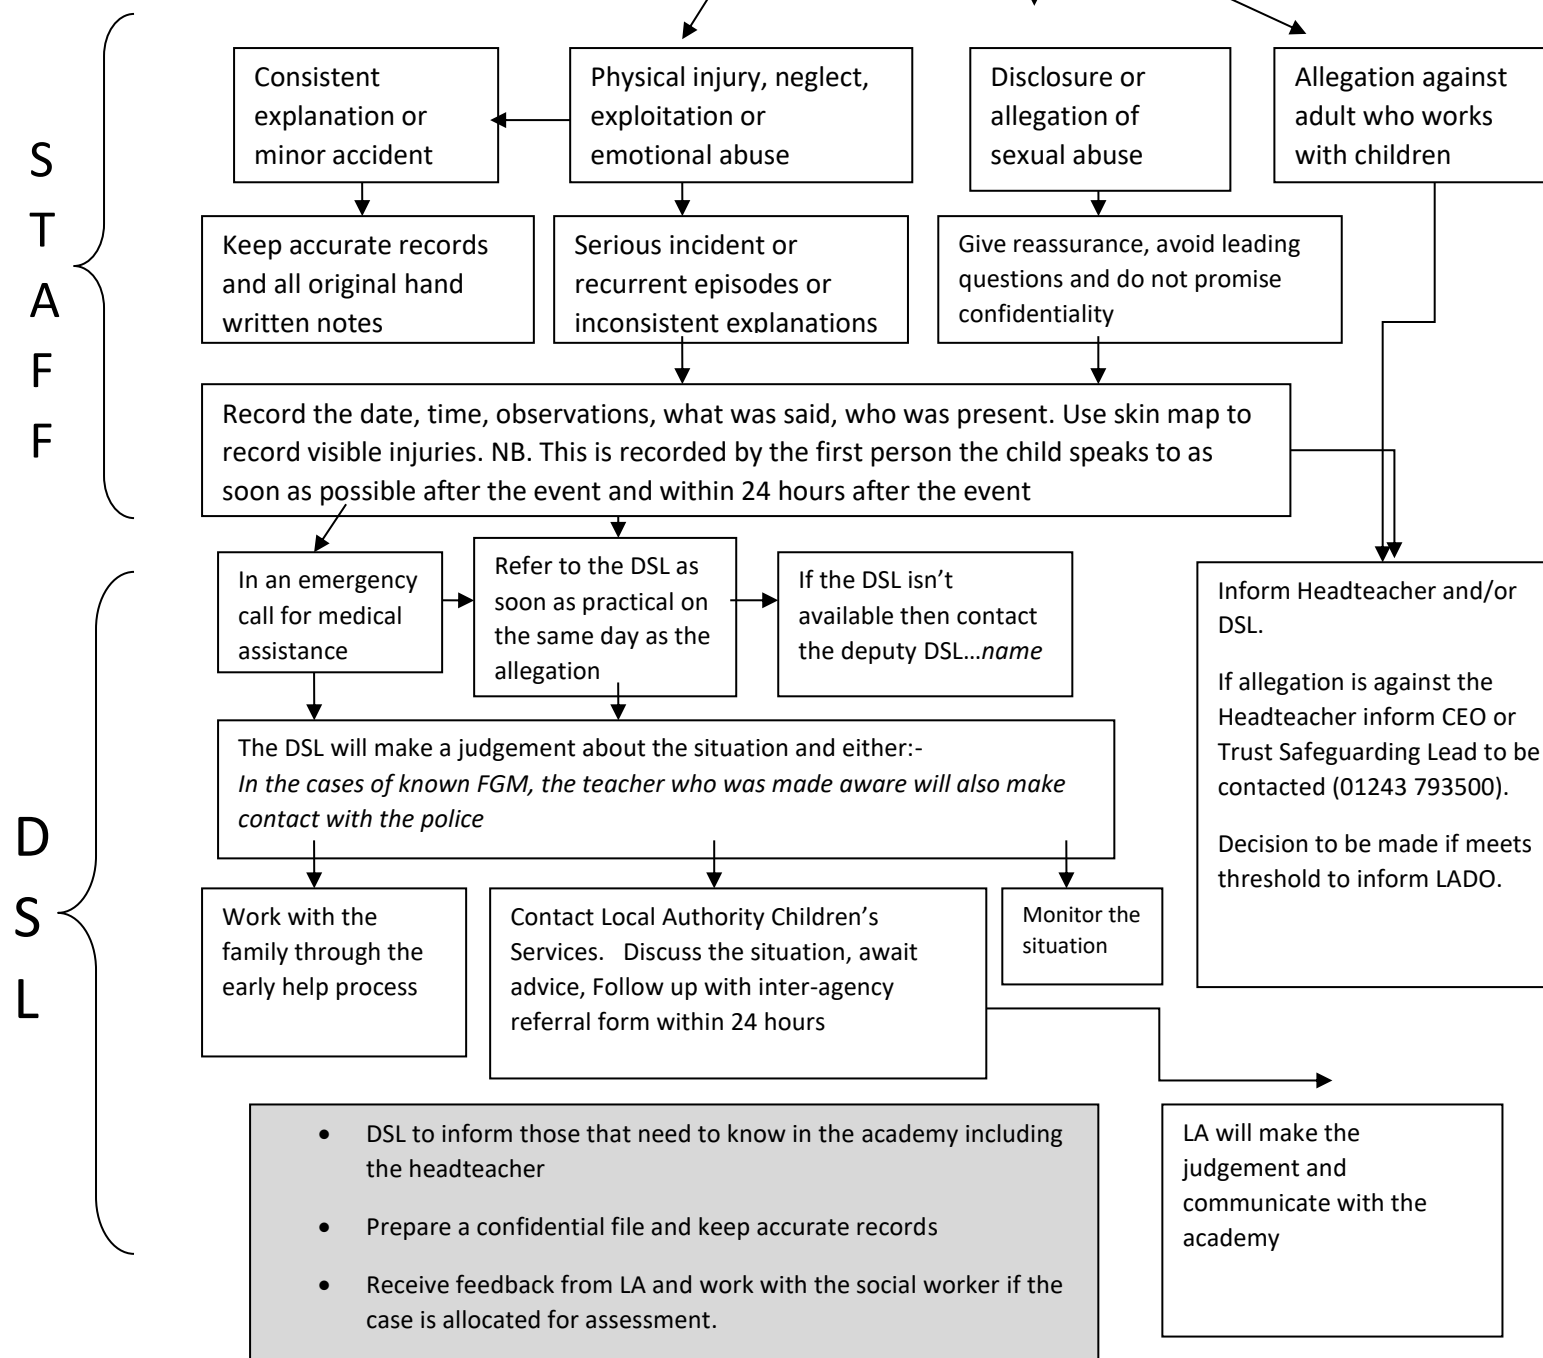 S
T
A
F
F
Consistent
explanation or
minor accident
Physical injury, neglect,
exploitation or
emotional abuse
Disclosure or
allegation of
sexual abuse
Allegation against
adult who works
with children
Keep accurate records
and all original hand
written notes
Serious incident or
recurrent episodes or
inconsistent explanations
Give reassurance, avoid leading
questions and do not promise
confidentiality
Record the date, time, observations, what was said, who was present. Use skin map to
record visible injuries. NB. This is recorded by the first person the child speaks to as
soon as possible after the event and within 24 hours after the event
D
S
L
In an emergency
call for medical
assistance
Refer to the DSL as
soon as practical on
the same day as the
allegation
If the DSL isn’t
available then contact
the deputy DSL…name
Inform Headteacher and/or
DSL.
If allegation is against the
Headteacher inform CEO or
Trust Safeguarding Lead to be
contacted (01243 793500).
Decision to be made if meets
threshold to inform LADO.
The DSL will make a judgement about the situation and either:-
In the cases of known FGM, the teacher who was made aware will also make
contact with the police
Work with the
family through the
early help process
Contact Local Authority Children’s
Services.   Discuss the situation, await
advice, Follow up with inter-agency
referral form within 24 hours
Monitor the
situation
• DSL to inform those that need to know in the academy including
the headteacher
• Prepare a confidential file and keep accurate records
• Receive feedback from LA and work with the social worker if the
case is allocated for assessment.
LA will make the
judgement and
communicate with the
academy